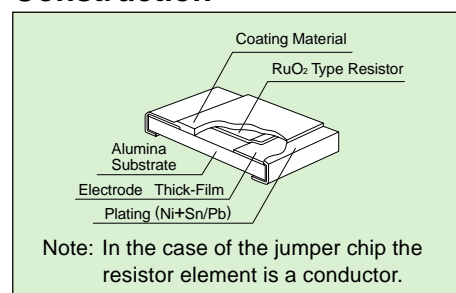 Coating Material
RuO₂ Type Resistor
Alumina
Substrate
Electrode Thick-Film
Plating (Ni+Sn/Pb)
Note: In the case of the jumper chip the
resistor element is a conductor.